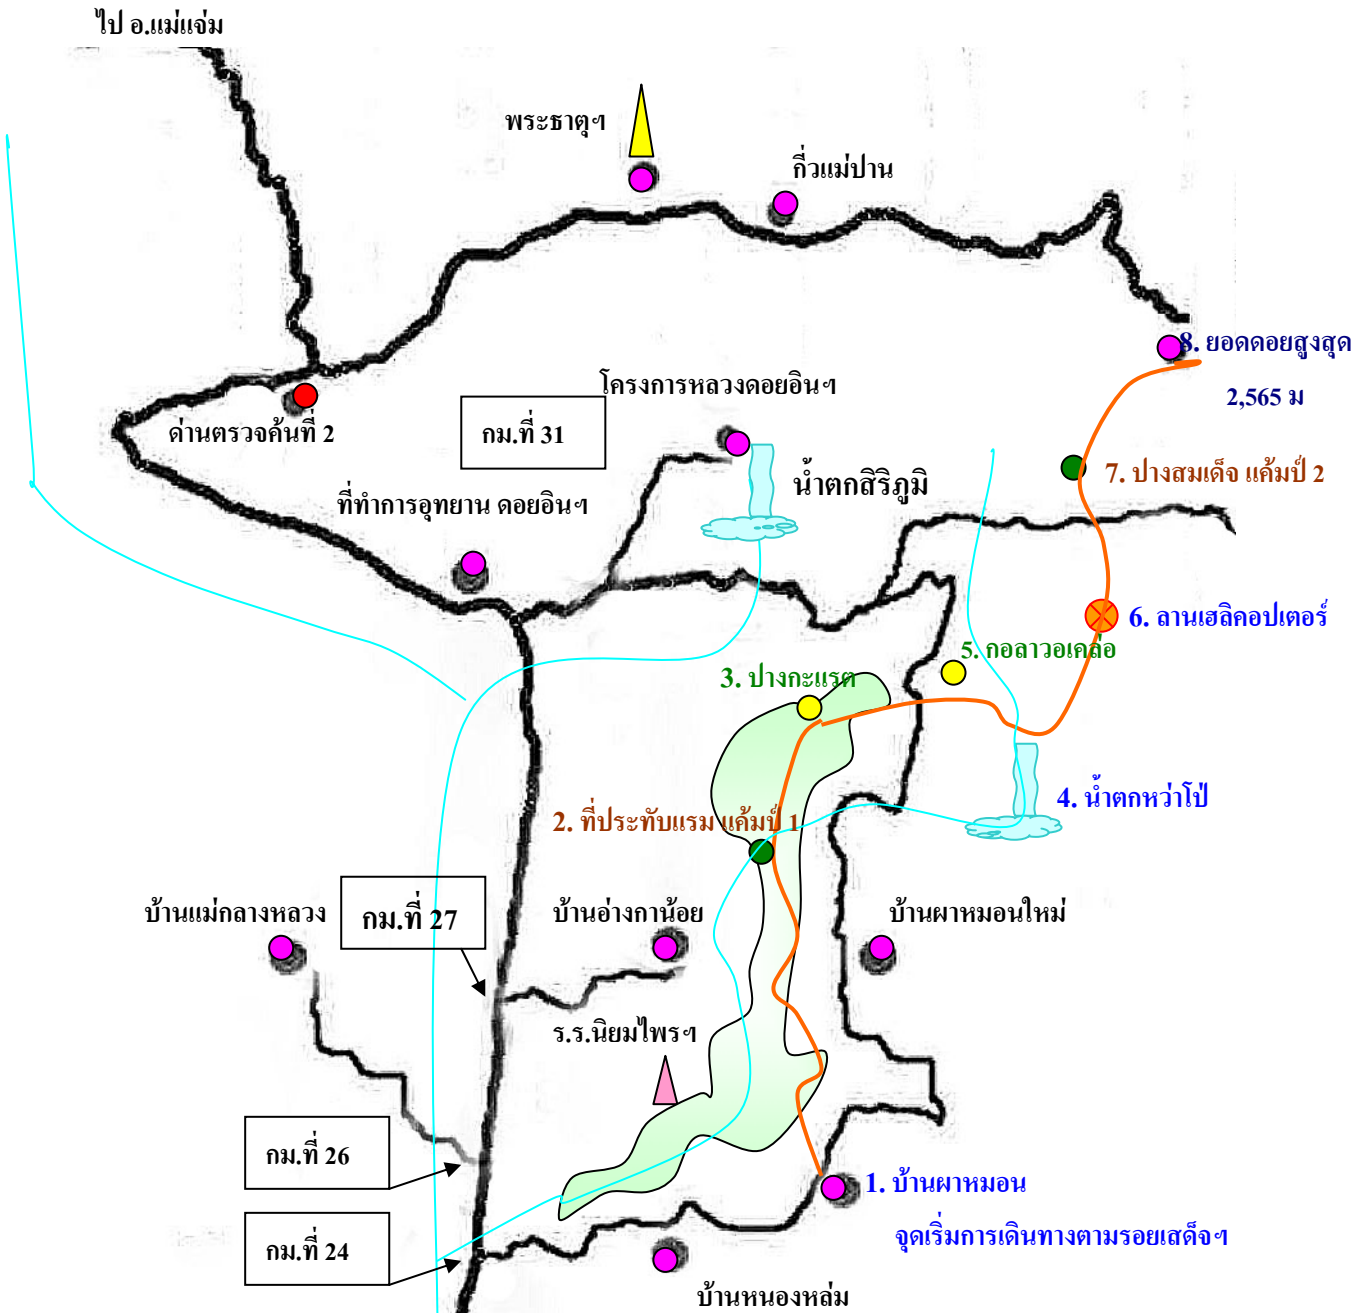 ไป อ.แม่แจ่ม
พระธาตุฯ
กิ่วแม่ปาน
8. ยอดดอยสูงสุด
2,565 ม
โครงการหลวงดอยอินฯ
ด่านตรวจค้นที่ 2
กม.ที่ 31
7. ปางสมเด็จ แค้มป์ 2
น้ำตกสิริภูมิ
ที่ทำการอุทยาน ดอยอินฯ
6. ลานเฮลิคอปเตอร์
5. กอลาวอเคล่อ
3. ปางกะแรต
4. น้ำตกหว่าโป่
2. ที่ประทับแรม แค้มป์ 1
บ้านแม่กลางหลวง
กม.ที่ 27
บ้านอ่างกาน้อย
บ้านผาหมอนใหม่
ร.ร.นิยมไพรฯ
กม.ที่ 26
1. บ้านผาหมอน
จุดเริ่มการเดินทางตามรอยเสด็จฯ
กม.ที่ 24
บ้านหนองหล่ม